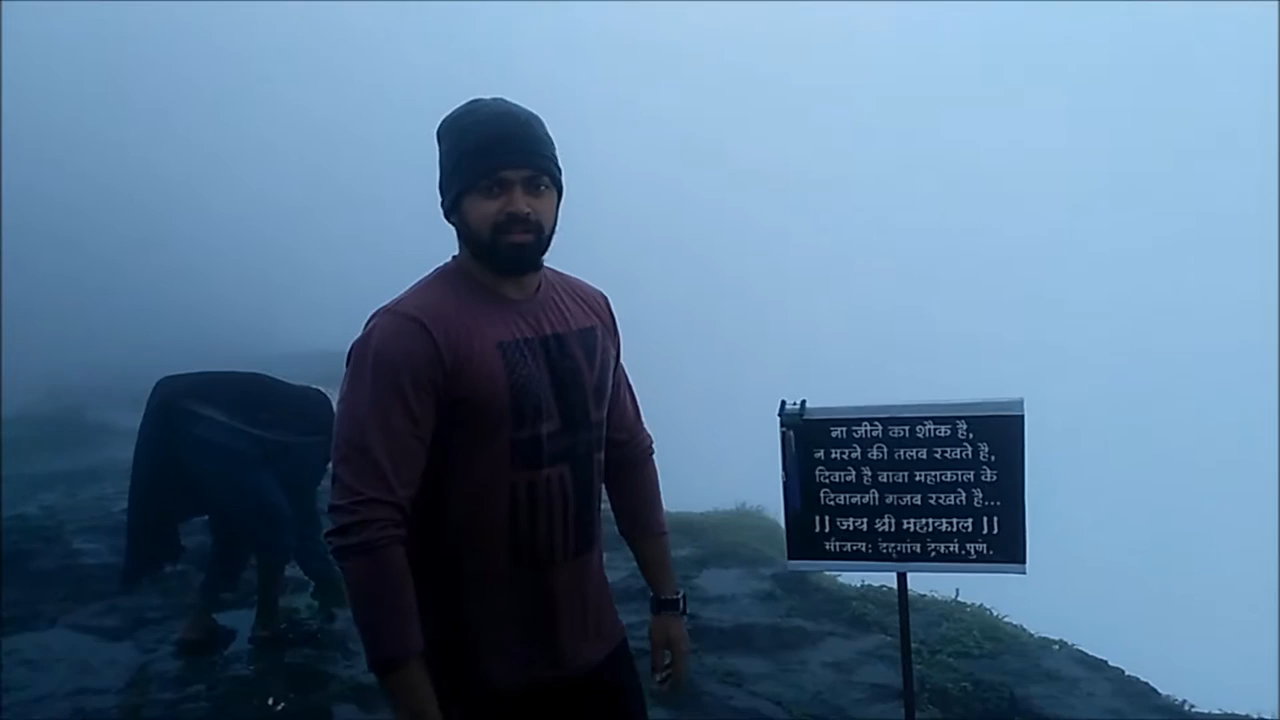 ना जीने का शौक है,
न मरने की तलब रखते है,
दिवाने है बाबा महाकाल के
दिवानगी गजब रखते है...
|| जय श्री महाकाल ||
सौजन्य: देहूगांव ट्रेकर्स.पुणे.